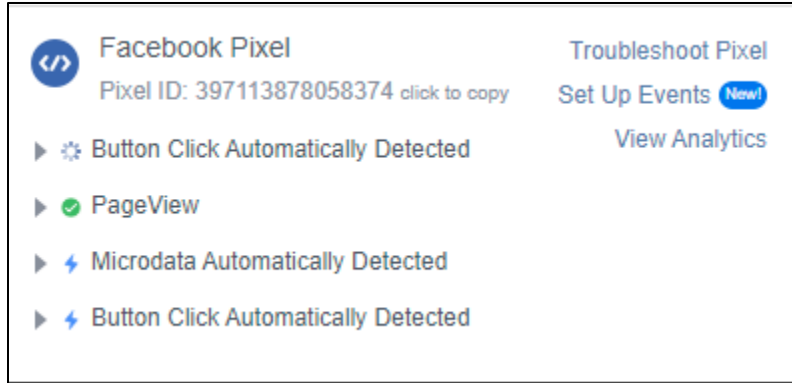 Facebook Pixel
Pixel ID: 397113878058374 click to copy
Troubleshoot Pixel
Set Up Events New!
View Analytics
Button Click Automatically Detected
PageView
Microdata Automatically Detected
Button Click Automatically Detected